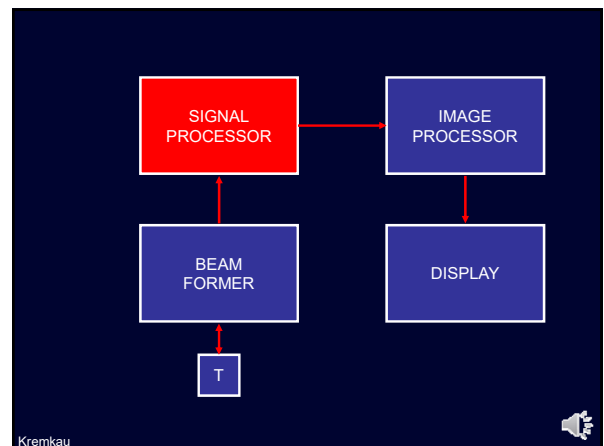 SIGNAL
PROCESSOR
IMAGE
PROCESSOR
BEAM
FORMER
DISPLAY
T
Kremkau